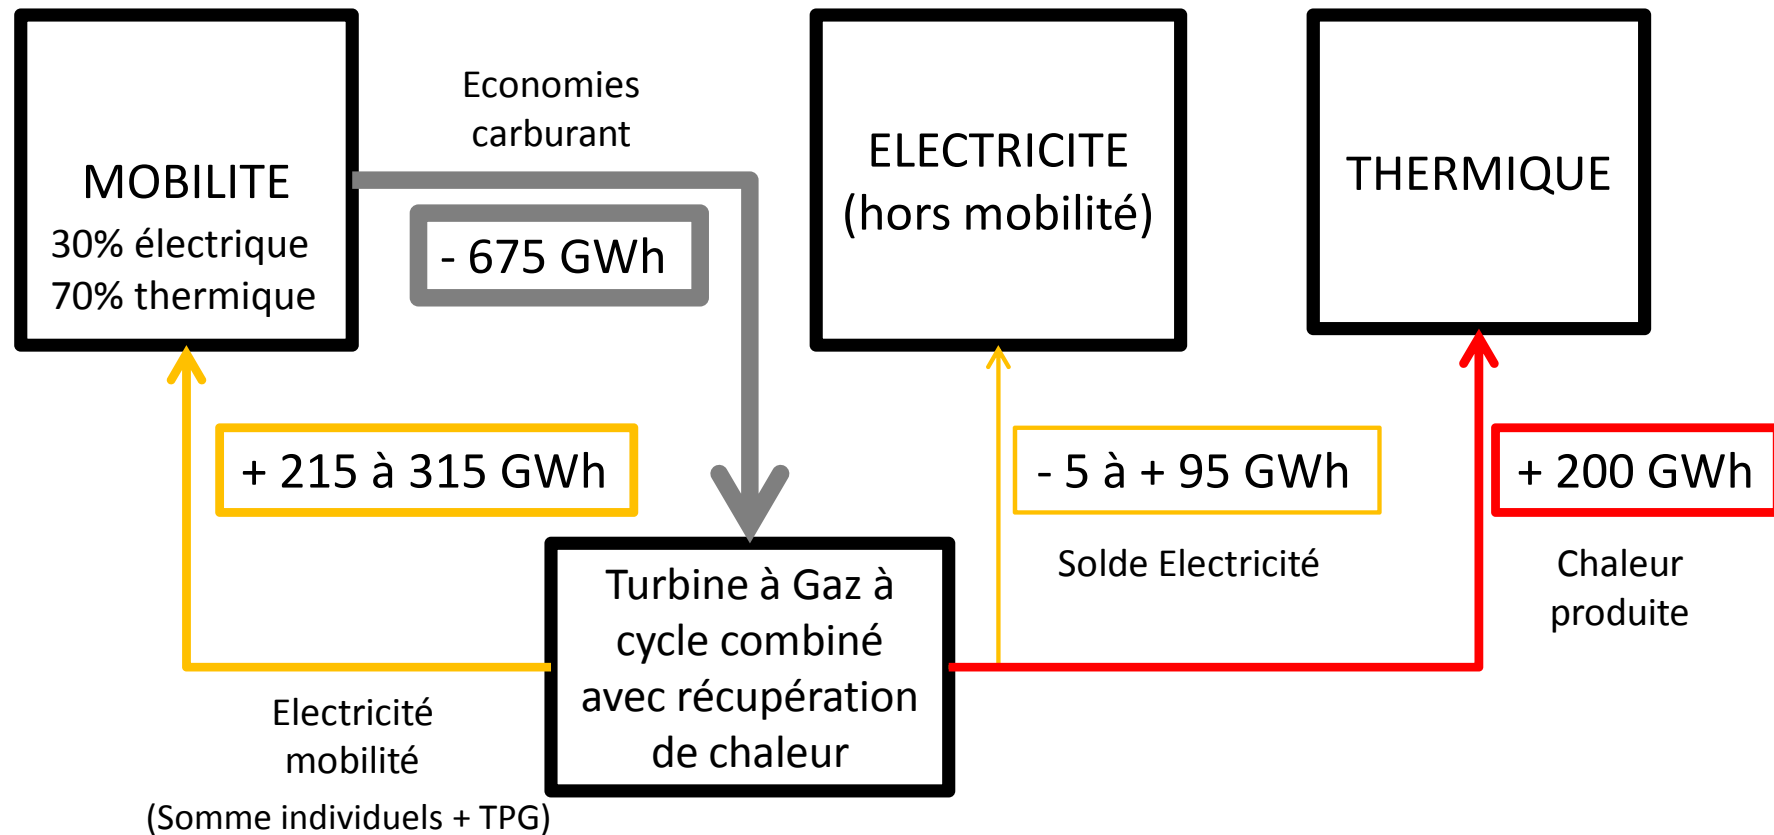 MOBILITE
30% électrique
70% thermique
Economies
carburant
- 675 GWh
ELECTRICITE
(hors mobilité)
THERMIQUE
+ 215 à 315 GWh
- 5 à + 95 GWh
+ 200 GWh
Solde Electricité
Chaleur
produite
Turbine à Gaz à
cycle combiné
avec récupération
de chaleur
Electricité
mobilité
(Somme individuels + TPG)